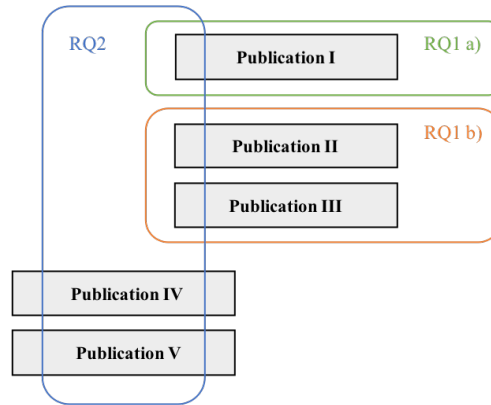 RQ2
Publication I
RQ1 a)
Publication II
RQ1 b)
Publication III
Publication IV
Publication V